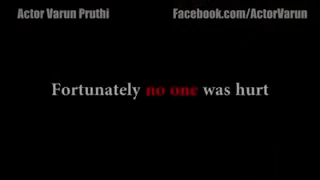 Actor Varun Pruthi
Facebook.com/ActorVarun
Fortunately no one was hurt